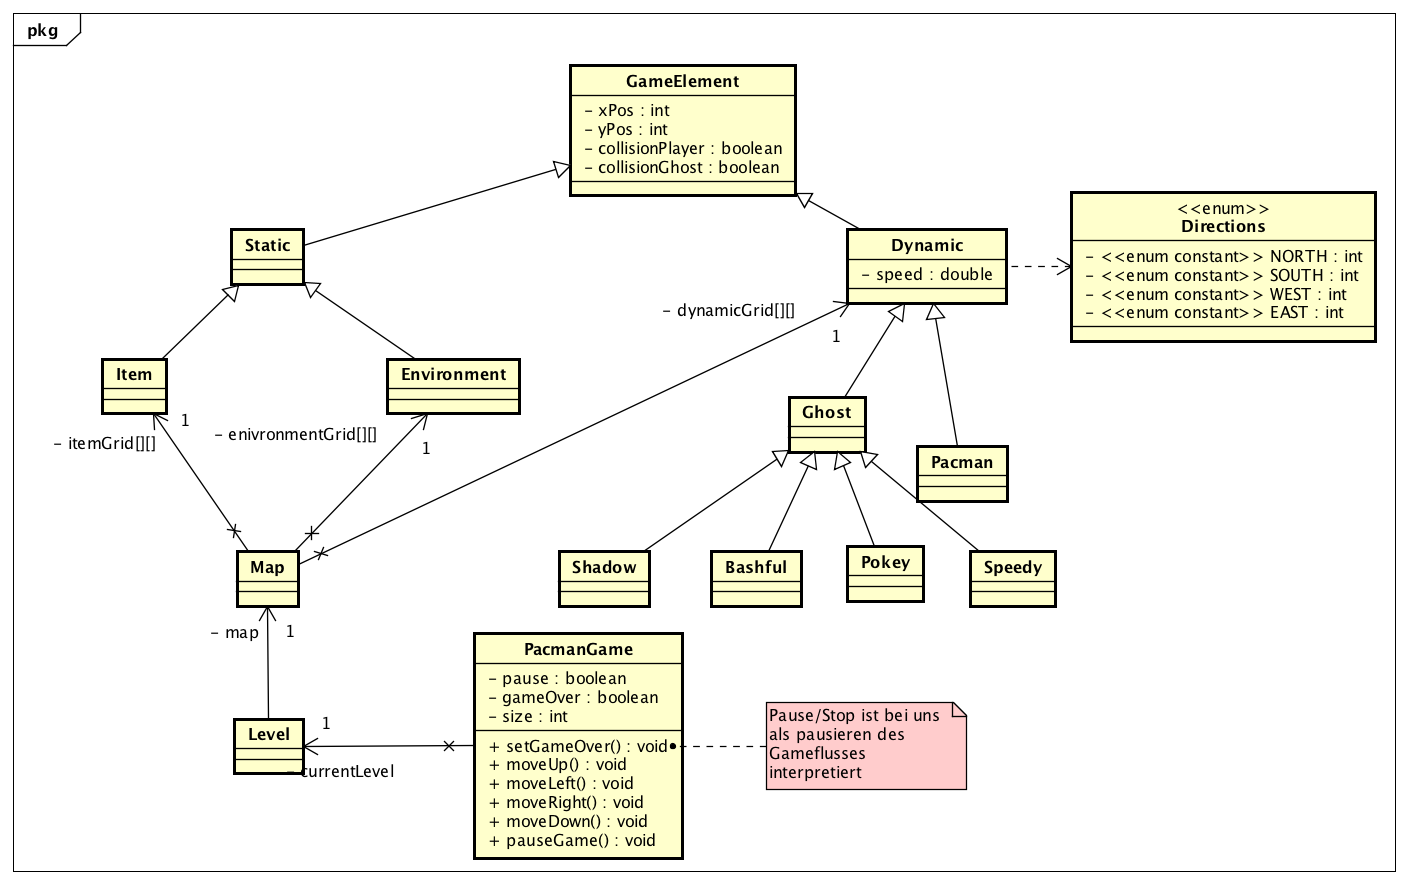 pkg
GameElement
- xPos : int
- yPos : int
- collisionPlayer : boolean
- collisionGhost : boolean
Static
Dynamic
- speed : double
<<enum>>
Directions
- <<enum constant>> NORTH : int
- <<enum constant>> SOUTH : int
- <<enum constant>> WEST : int
- <<enum constant>> EAST : int
- dynamicGrid[][]
1
Item
Environment
1
- itemGrid[][]
- enivronmentGrid[][]
1
Ghost
Pacman
Map
Shadow
Bashful
Pokey
Speedy
- map
1
PacmanGame
- pause : boolean
- gameOver : boolean
- size : int
+ setGameOver() : void
+ moveUp() : void
+ moveLeft() : void
+ moveRight() : void
+ moveDown() : void
+ pauseGame() : void
Level
1
- currentLevel
Pause/Stop ist bei uns
als pausieren des
Gameflusses
interpretiert